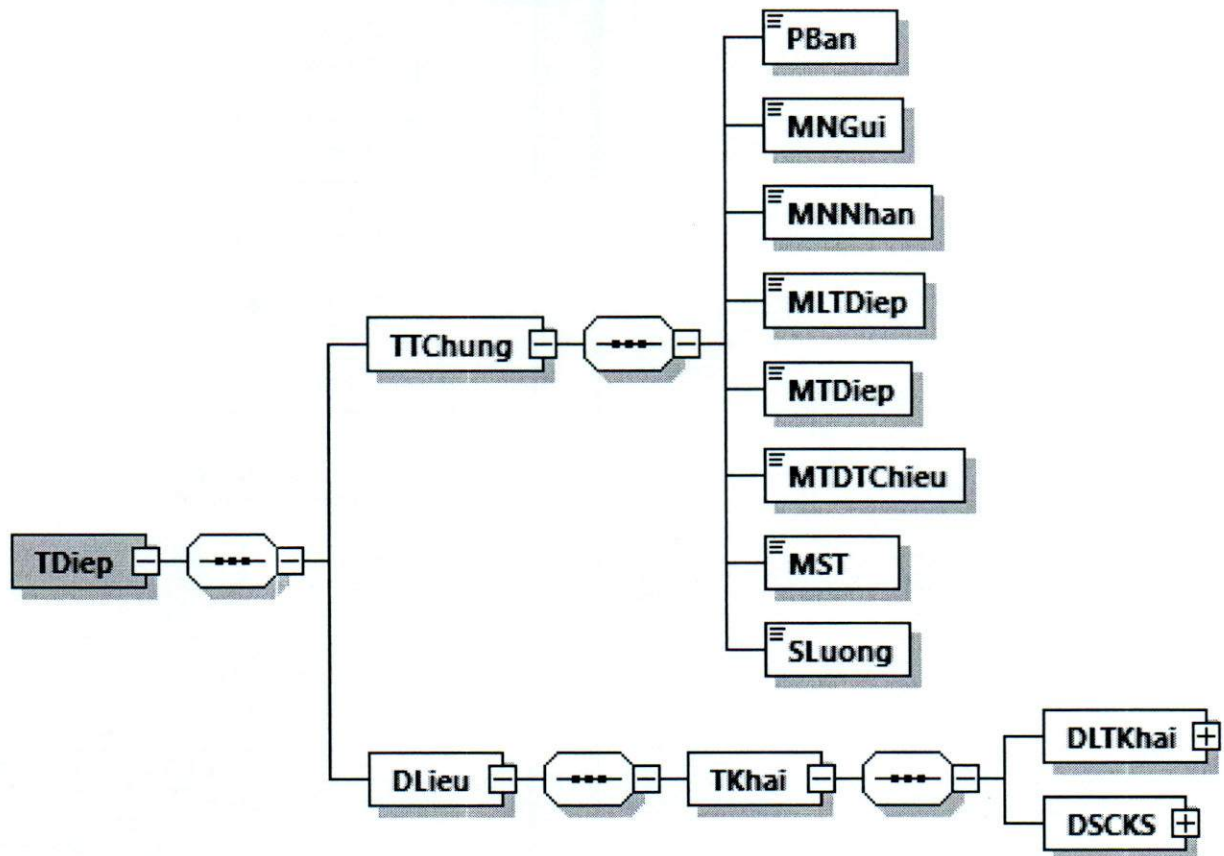 PBan
MNGui
MNNhan
MLTDiep
TTChung
MTDiep
MTDTChieu
TDiep
MST
SLuong
DLieu
TKhai
DLTKhai
DSCKS